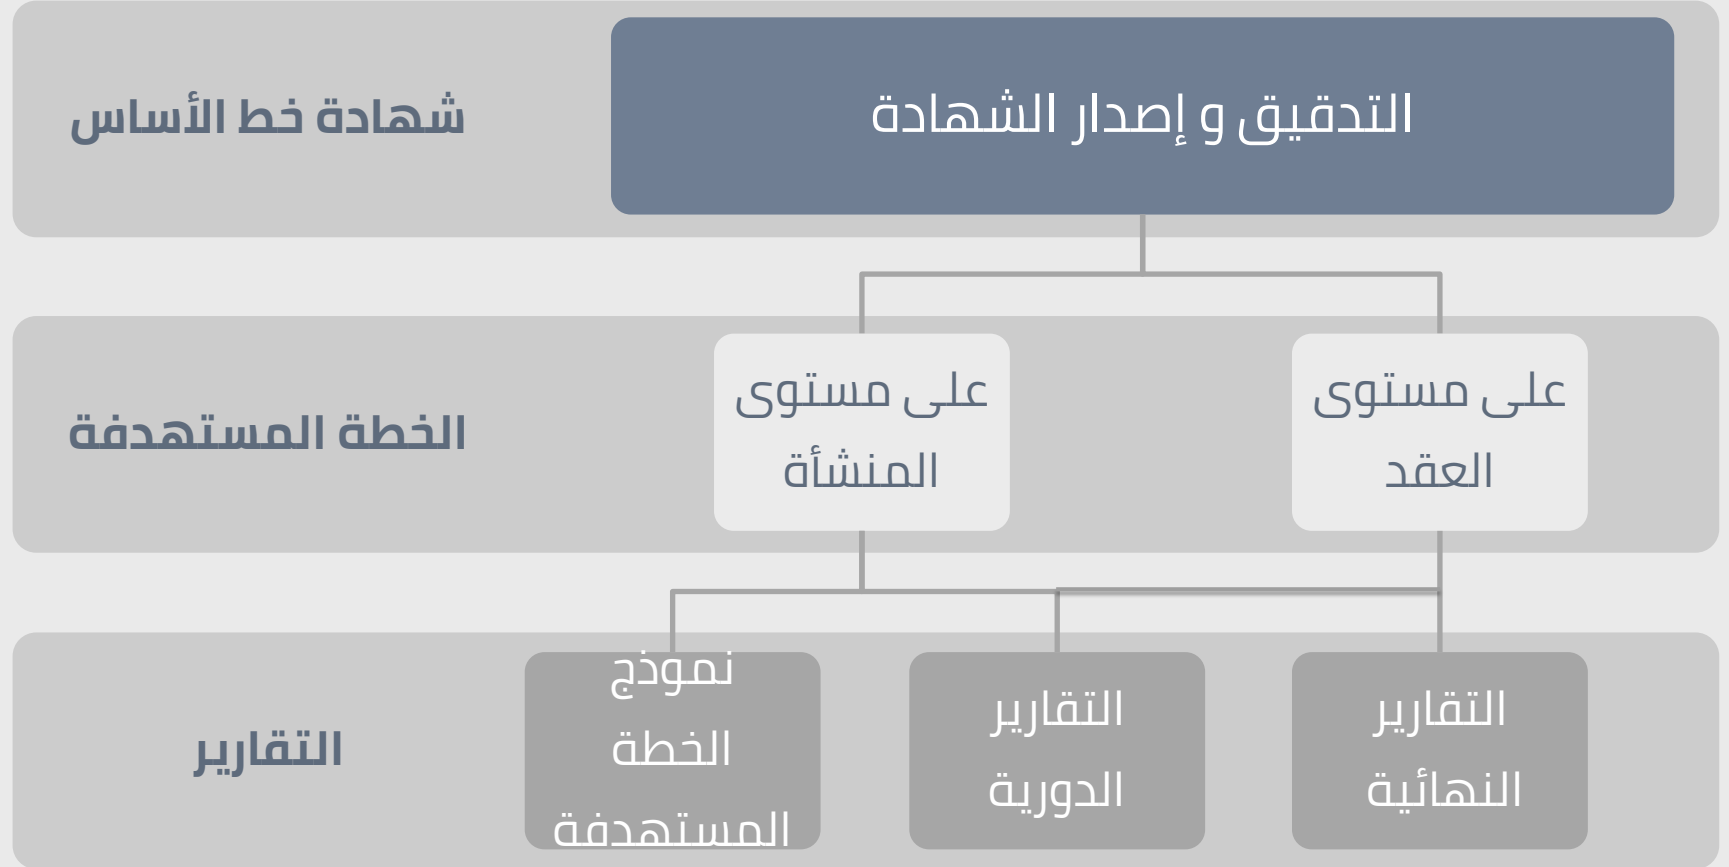 التدقيق و إصدار الشهادة
شهادة خط الأساس
على مستوى
العقد
على مستوى
المنشأة
الخطة المستهدفة
التقارير
النهائية
التقارير
الدورية
نموذج
الخطة
المستهدفة
التقارير